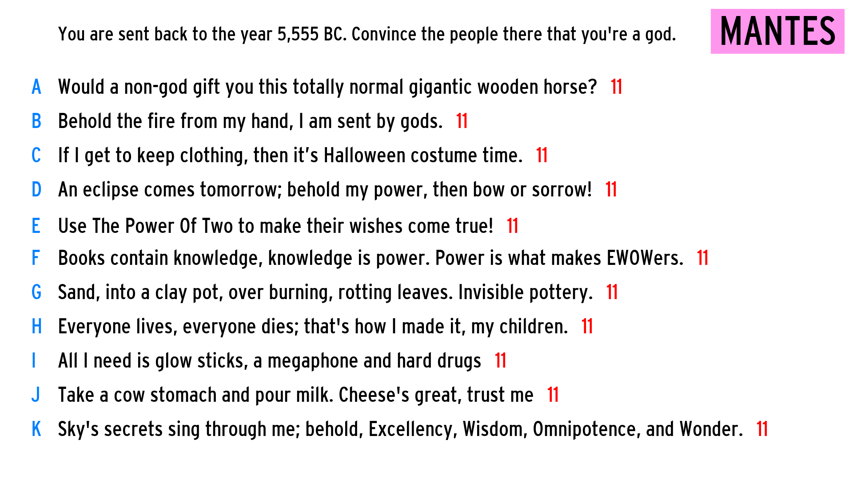 You are sent back to the year 5,555 BC. Convince the people there that you're a god.
MANTES
A Would a non-god gift you this totally normal gigantic wooden horse? 11
B Behold the fire from my hand, I am sent by gods. 11
C If I get to keep clothing, then it’s Halloween costume time. 11
D An eclipse comes tomorrow; behold my power, then bow or sorrow! 11
E Use The Power Of Two to make their wishes come true! 11
F Books contain knowledge, knowledge is power. Power is what makes EWOWers. 11
G Sand, into a clay pot, over burning, rotting leaves. Invisible pottery. 11
H Everyone lives, everyone dies; that's how I made it, my children. 11
I All I need is glow sticks, a megaphone and hard drugs 11
J Take a cow stomach and pour milk. Cheese's great, trust me 11
K Sky's secrets sing through me; behold, Excellency, Wisdom, Omnipotence, and Wonder. 11